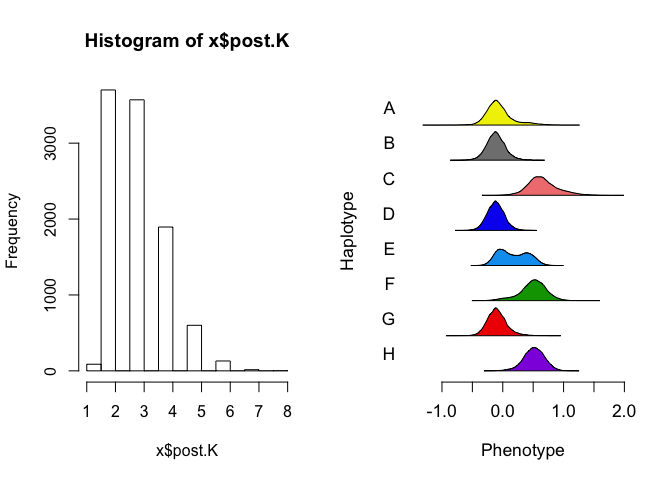 Histogram of x$post.K
Frequency
0
1000
2000
3000
1 2 3 4 5 6 7 8
x$post.K
Haplotype
A
B
C
D
E
F
G
H
-1.0 0.0 1.0 2.0
Phenotype